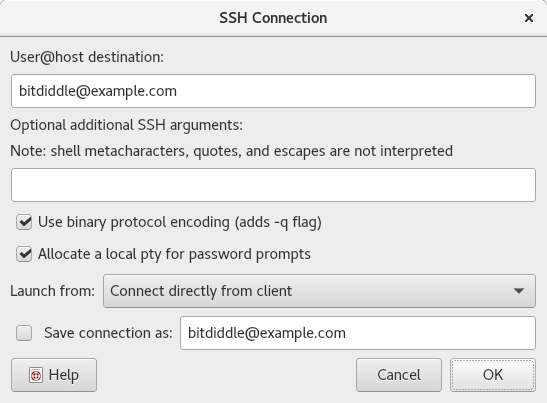 SSH Connection
User@host destination:
bitdiddle@example.com
Optional additional SSH arguments:
Note: shell metacharacters, quotes, and escapes are not interpreted
Use binary protocol encoding (adds -q flag)
Allocate a local pty for password prompts
Launch from: Connect directly from client
Save connection as: bitdiddle@example.com
Help Cancel OK